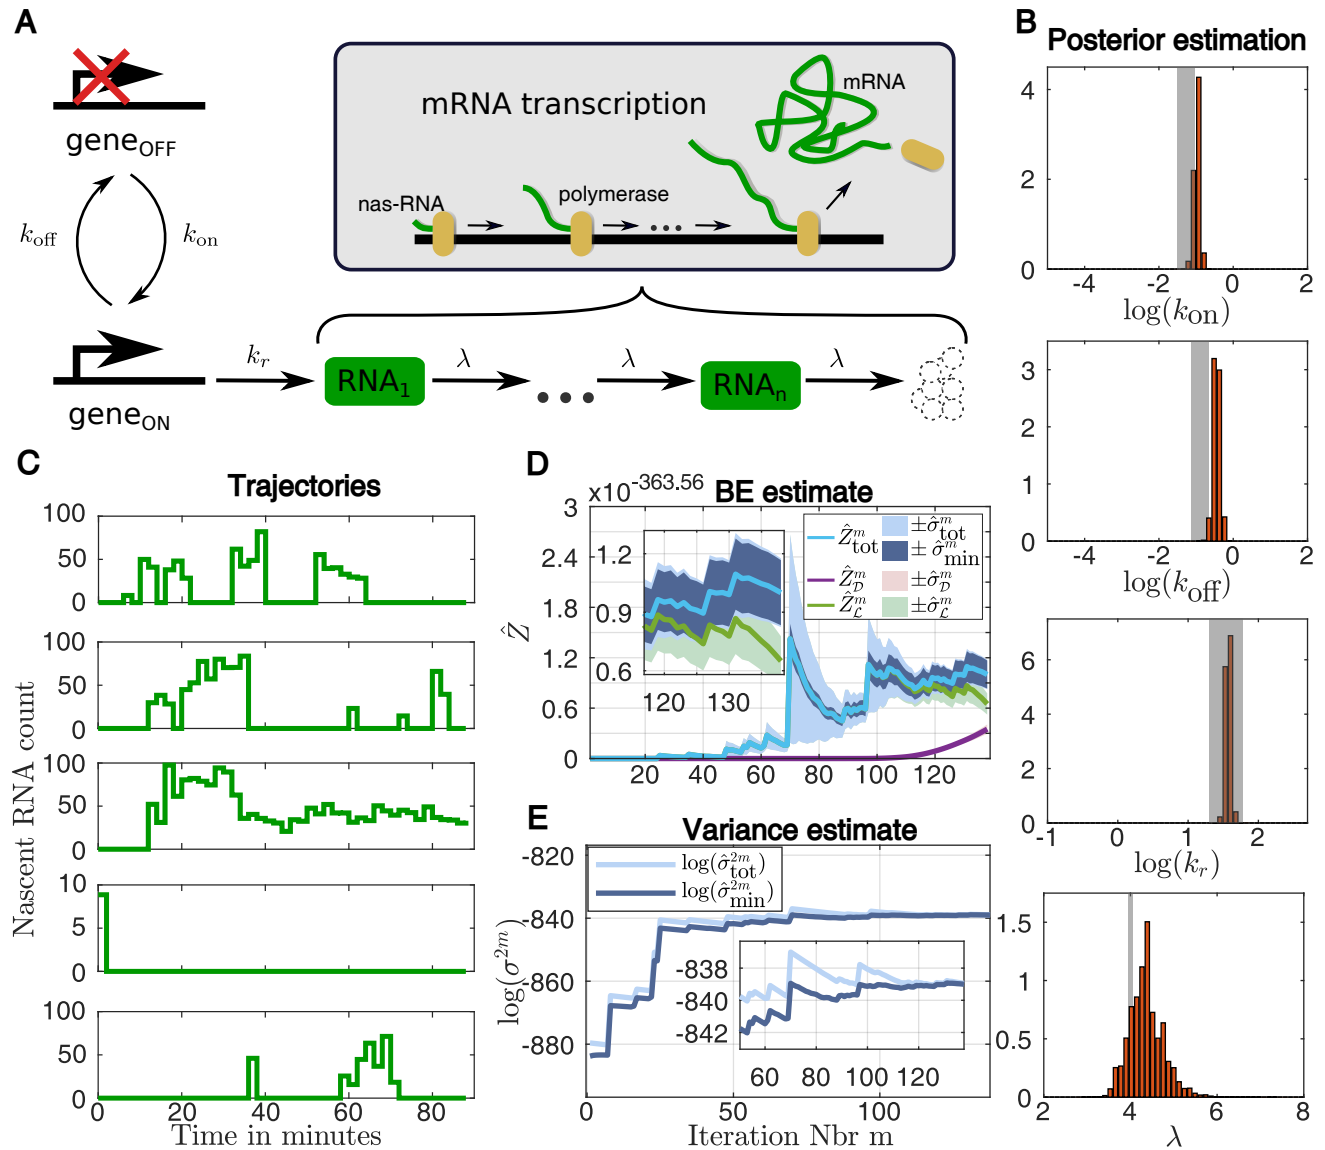 A
gene_OFF
k_off
k_on
gene_ON
k_r
mRNA transcription
mRNA
nas-RNA
polymerase
RNA_1
λ
λ
RNA_n
λ
B
Posterior estimation
4
2
0
-4 -2 0 2
log(k_on)
3
2
1
0
-4 -2 0 2
log(k_off)
6
4
2
0
-1 0 1 2
log(k_r)
1.5
1
0.5
0
2 4 6 8
λ
C
Trajectories
Nascent RNA count
100
50
0
100
50
0
100
50
0
10
5
0
100
50
0
0 20 40 60 80
Time in minutes
D
x10^-363.56
BE estimate
Ẑ
3
2.4
1.8
1.2
0.6
0
20 40 60 80 100 120
1.2
0.9
0.6
120 130
Ẑ^m_tot
Ẑ^m_D
Ẑ^m_L
±σ̂^m_tot
± σ̂^m_min
±σ̂^m_D
±σ̂^m_L
E
Variance estimate
log(σ^2m)
-820
-840
-860
-880
0 50 100
Iteration Nbr m
log(σ̂^2m_tot)
log(σ̂^2m_min)
-838
-840
-842
60 80 100 120